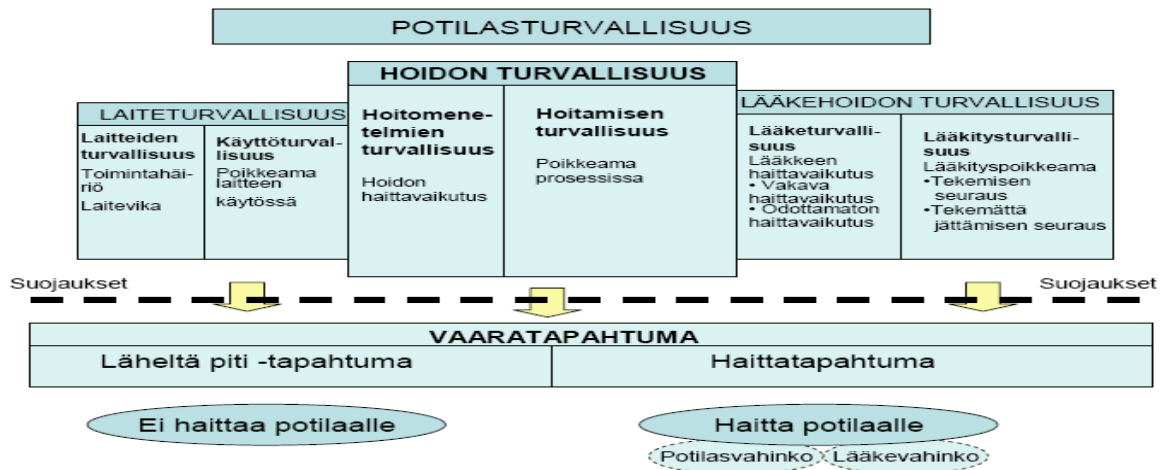 POTILASTURVALLISUUS
HOIDON TURVALLISUUS
LAITETURVALLISUUS
Laitteiden
turvallisuus
Toimintahäi-
riö
Laitevika
Käyttöturval-
lisuus
Poikkeama
laitteen
käytössä
Hoitomene-
telmien
turvallisuus
Hoidon
haittavaikutus
Hoitamisen
turvallisuus
Poikkeama
prosessissa
LÄÄKEHOIDON TURVALLISUUS
Lääketurvalli-
suus
Lääkkeen
haittavaikutus
• Vakava
haittavaikutus
• Odottamaton
haittavaikutus
Lääkitysturvalli-
suus
Lääkityspoikkeama
•Tekemisen
seuraus
•Tekemättä
jättämisen seuraus
Suojaukset
Suojaukset
VAARATAPAHTUMA
Läheltä piti -tapahtuma
Haittatapahtuma
Ei haittaa potilaalle
Haitta potilaalle
Potilasvahinko
Lääkevahinko